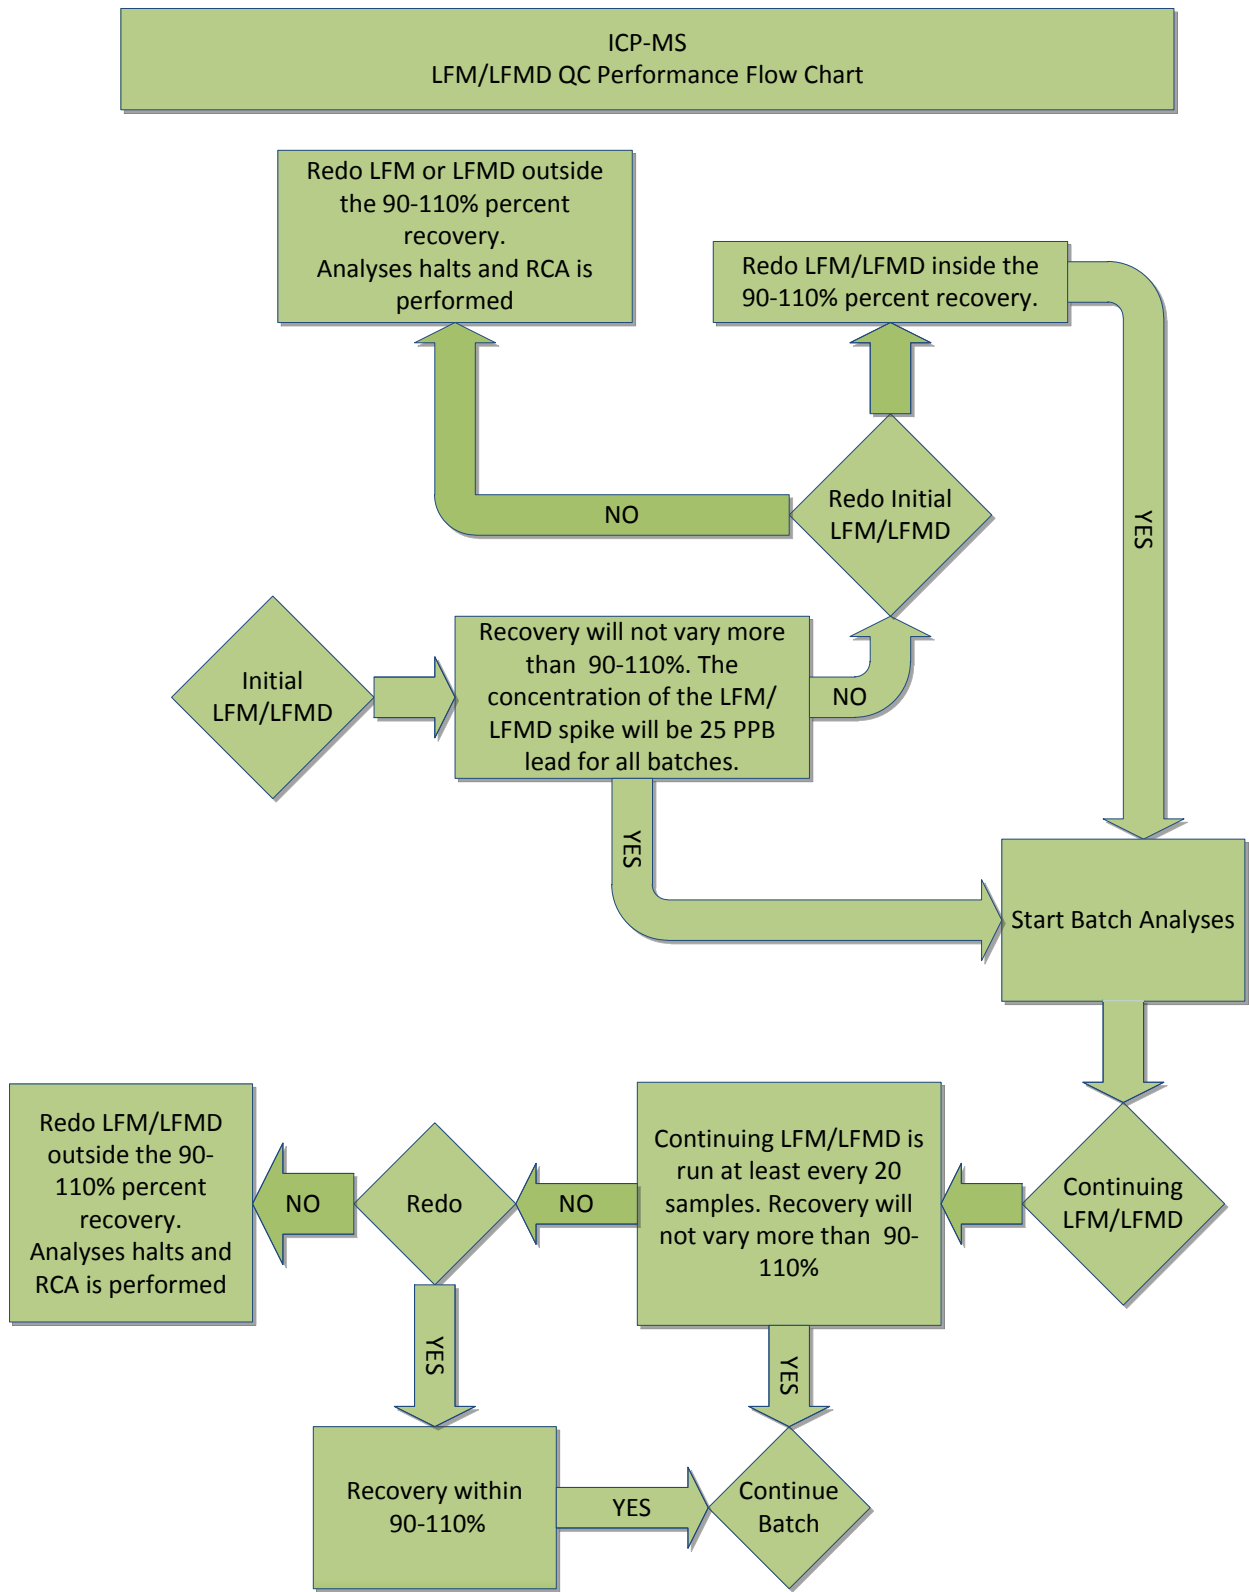 ICP-MS
LFM/LFMD QC Performance Flow Chart
Redo LFM or LFMD outside
the 90-110% percent
recovery.
Analyses halts and RCA is
performed
Redo LFM/LFMD inside the
90-110% percent recovery.
Redo Initial
LFM/LFMD
NO
YES
Initial
LFM/LFMD
Recovery will not vary more
than 90-110%. The
concentration of the LFM/
LFMD spike will be 25 PPB
lead for all batches.
NO
YES
Start Batch Analyses
Continuing
LFM/LFMD
Continuing LFM/LFMD is
run at least every 20
samples. Recovery will
not vary more than 90-
110%
NO
Redo
NO
Redo LFM/LFMD
outside the 90-
110% percent
recovery.
Analyses halts and
RCA is performed
YES
YES
Recovery within
90-110%
YES
Continue
Batch